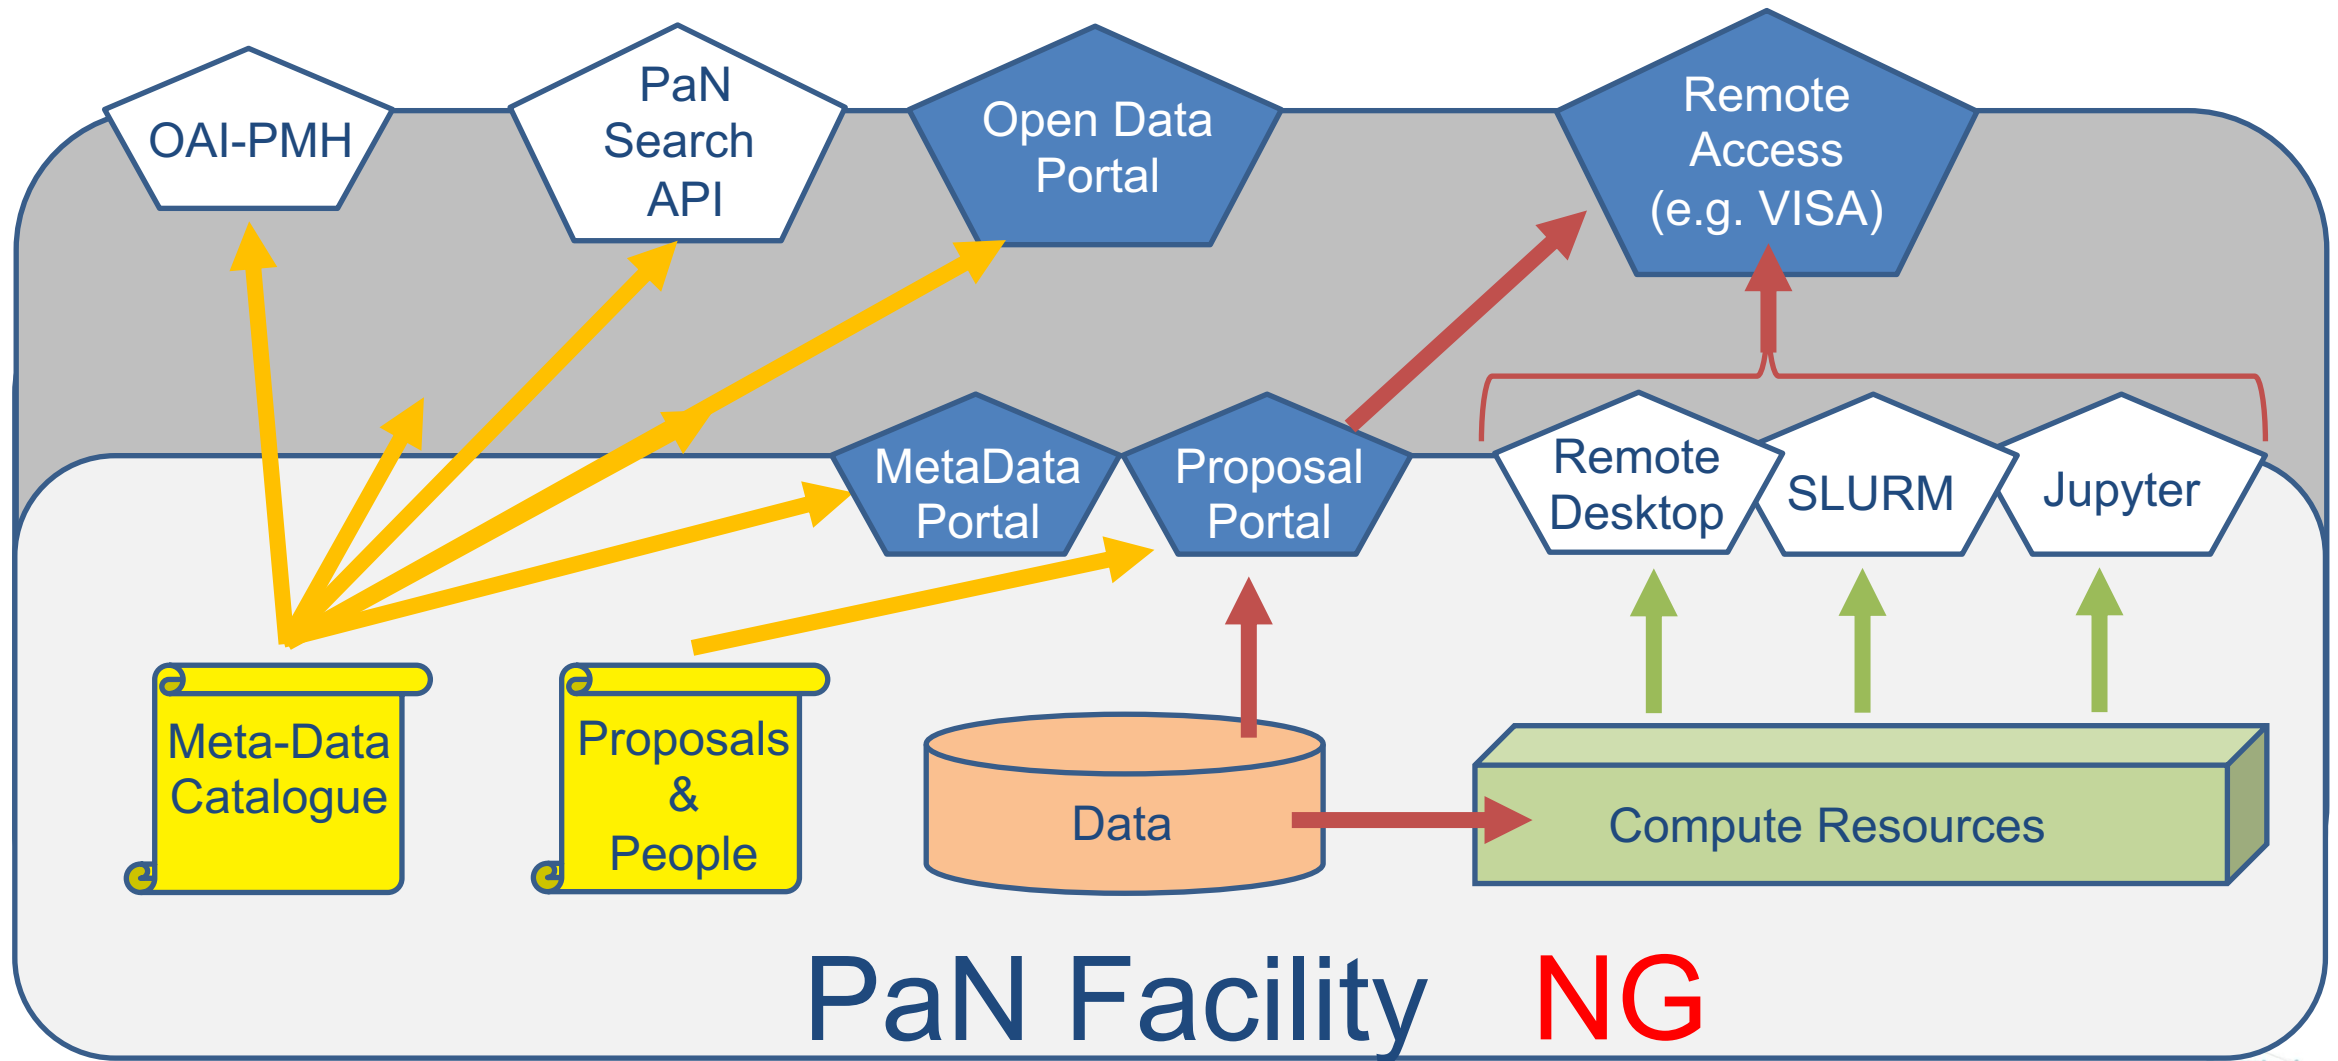 OAI-PMH
PaN
Search
API
Open Data
Portal
Remote
Access
(e.g. VISA)
MetaData
Portal
Proposal
Portal
Remote
Desktop
SLURM
Jupyter
Meta-Data
Catalogue
Proposals
&
People
Data
Compute Resources
PaN Facility NG